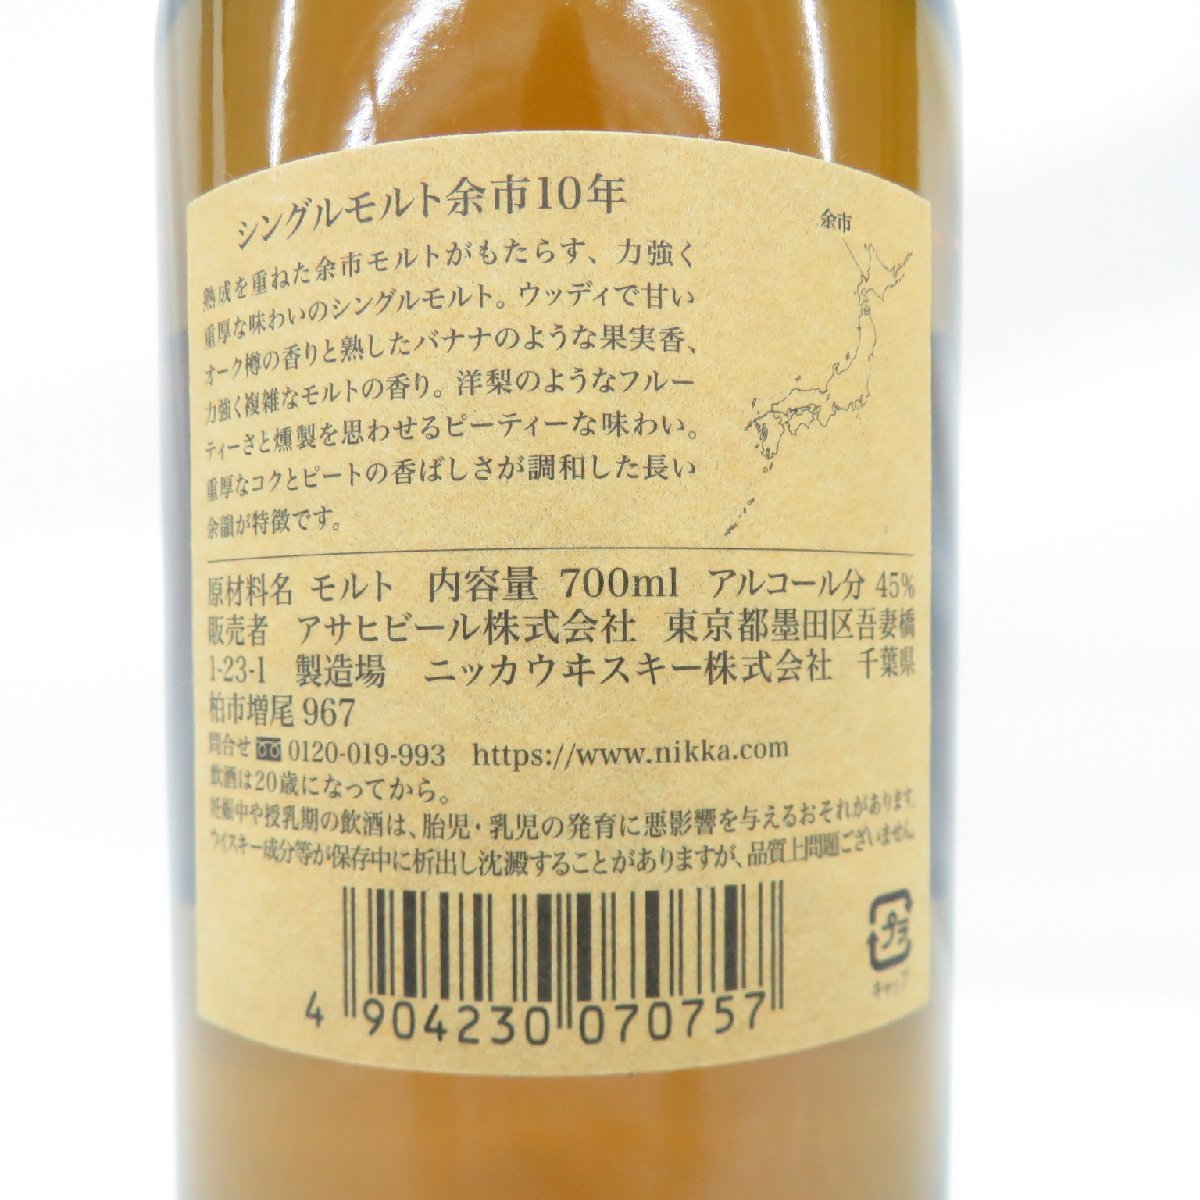 シングルモルト余市10年
余市
熟成を重ねた余市モルトがもたらす、力強く
重厚な味わいのシングルモルト。ウッディで甘い
オーク樽の香りと熟したバナナのような果実香、
力強く複雑なモルトの香り。洋梨のようなフルー
ティーさと燻製を思わせるピーティーな味わい。
重厚なコクとピートの香ばしさが調和した長い
余韻が特徴です。
原材料名 モルト 内容量 700ml アルコール分 45%
販売者 アサヒビール株式会社 東京都墨田区吾妻橋
1-23-1 製造場 ニッカウヰスキー株式会社 千葉県
柏市増尾967
問合せ 0120-019-993 https://www.nikka.com
飲酒は20歳になってから。
妊娠中や授乳期の飲酒は、胎児・乳児の発育に悪影響を与えるおそれがあります。
ウイスキー成分等が保存中に析出し沈澱することがありますが、品質上問題ございません。
プラ
キャップ
4 904230 070757